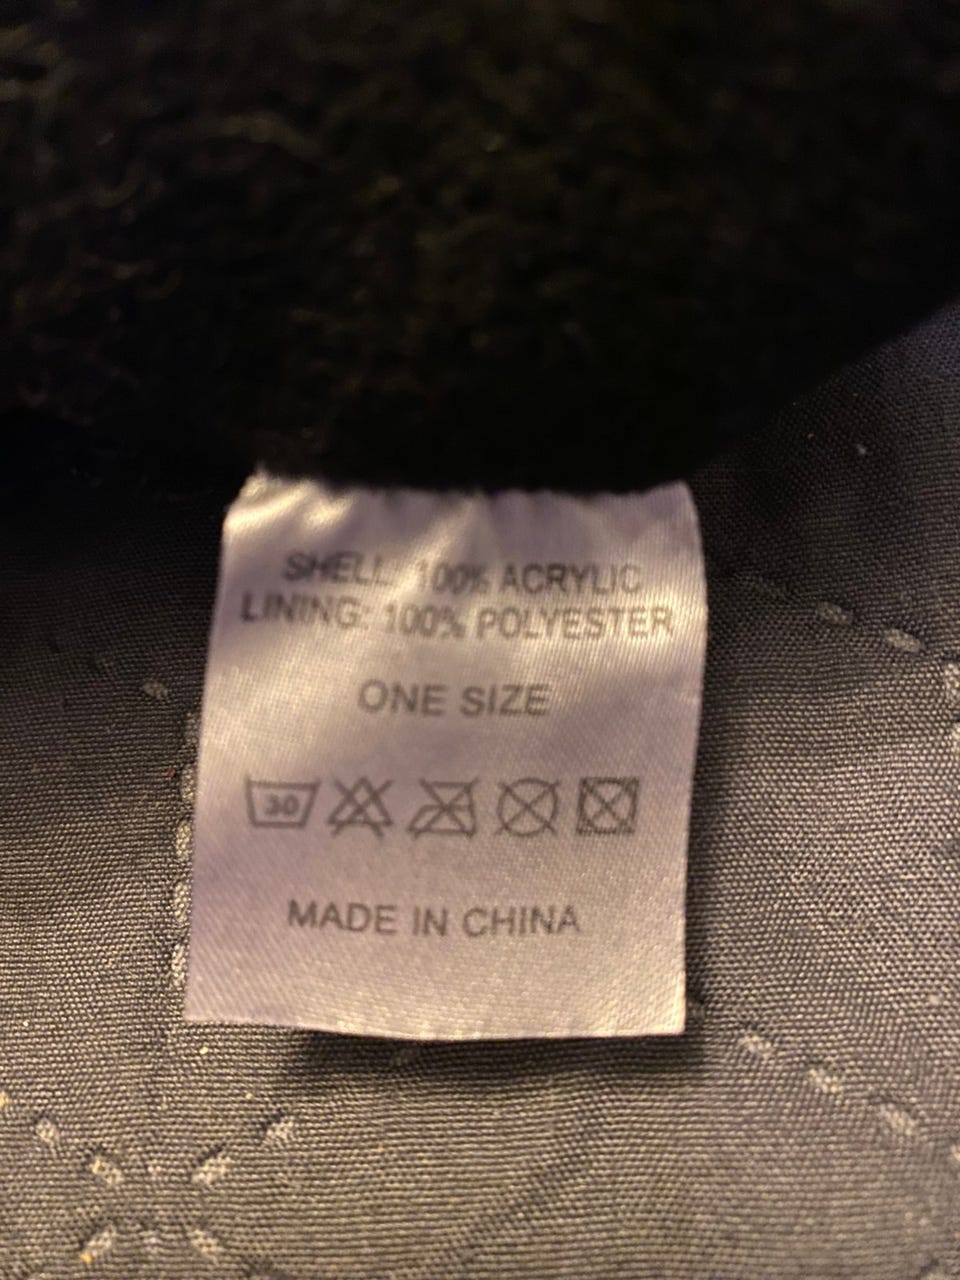 SHELL: 100% ACRYLIC
LINING: 100% POLYESTER
ONE SIZE
30
MADE IN CHINA